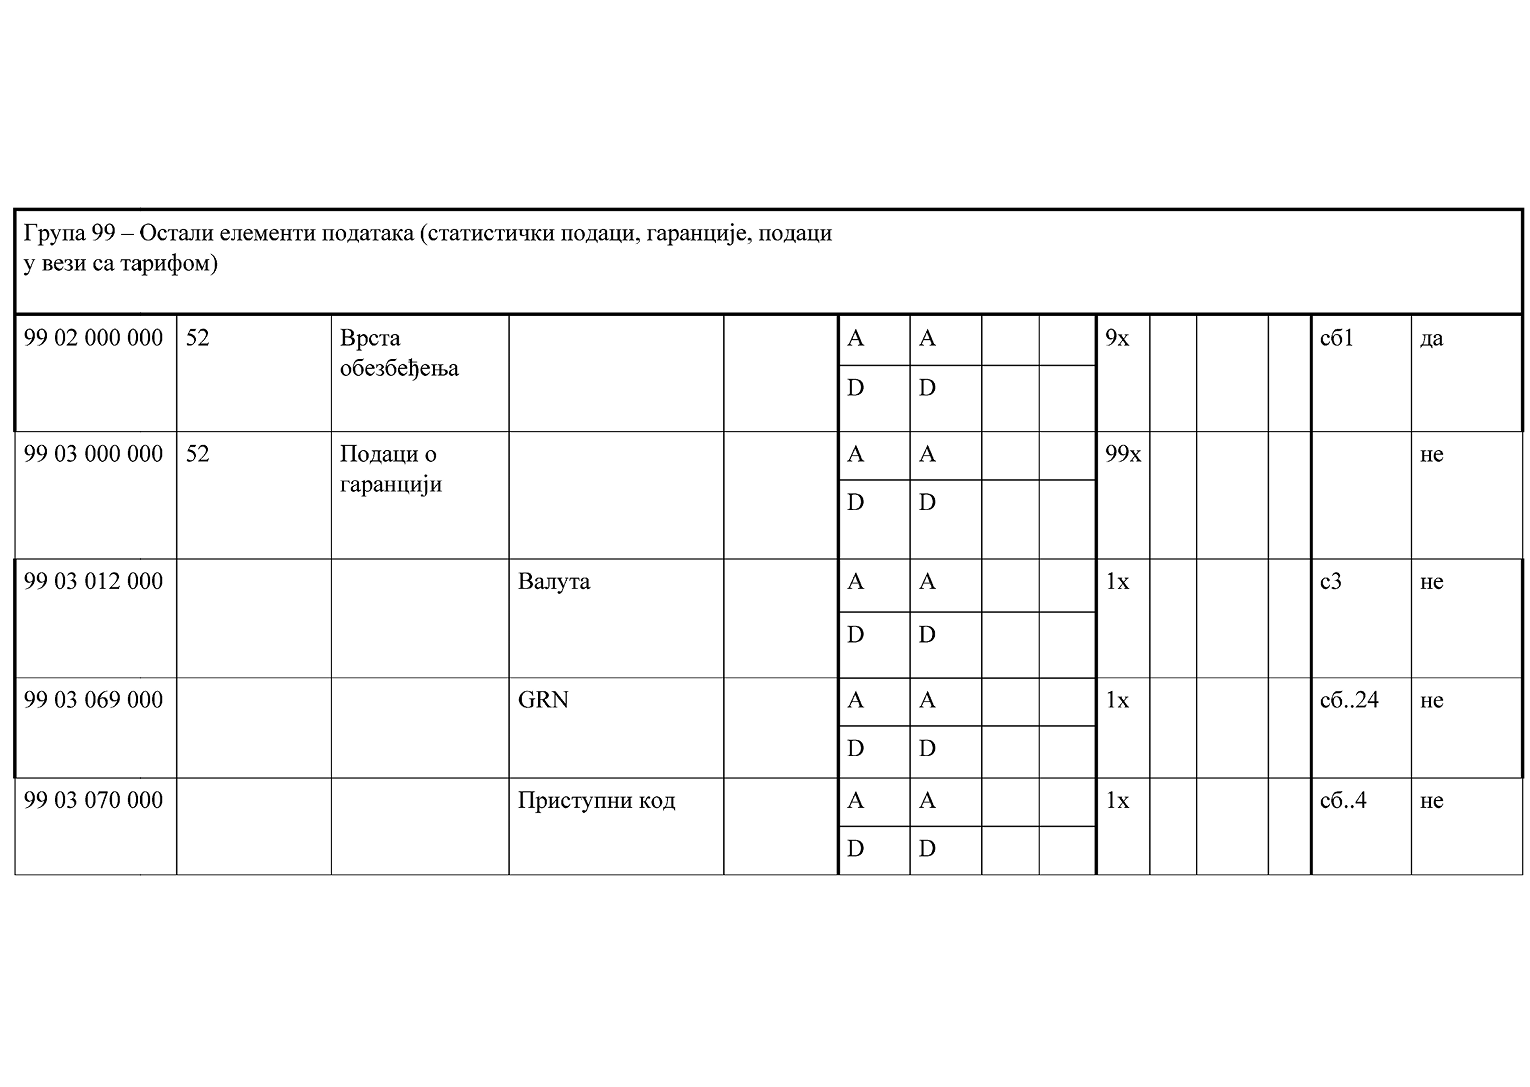 Група 99 – Остали елементи података (статистички подаци, гаранције, подаци
у вези са тарифом)
99 02 000 000 52 Врста A A 9x сб1 да
обезбеђења
D D
99 03 000 000 52 Подаци о A A 99x не
гаранцији
D D
99 03 012 000 Валута A A 1x с3 не
D D
99 03 069 000 GRN A A 1x сб..24 не
D D
99 03 070 000 Приступни код A A 1x сб..4 не
D D